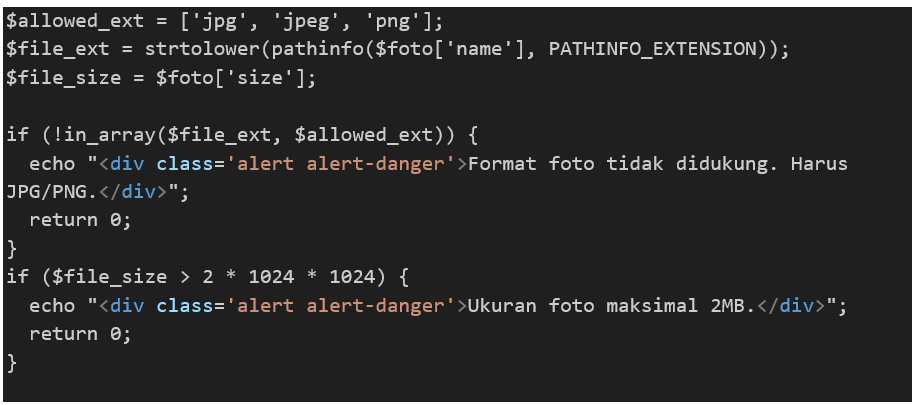 $allowed_ext = ['jpg', 'jpeg', 'png'];
$file_ext = strtolower(pathinfo($foto['name'], PATHINFO_EXTENSION));
$file_size = $foto['size'];

if (!in_array($file_ext, $allowed_ext)) {
  echo "<div class='alert alert-danger'>Format foto tidak didukung. Harus
JPG/PNG.</div>";
  return 0;
}
if ($file_size > 2 * 1024 * 1024) {
  echo "<div class='alert alert-danger'>Ukuran foto maksimal 2MB.</div>";
  return 0;
}